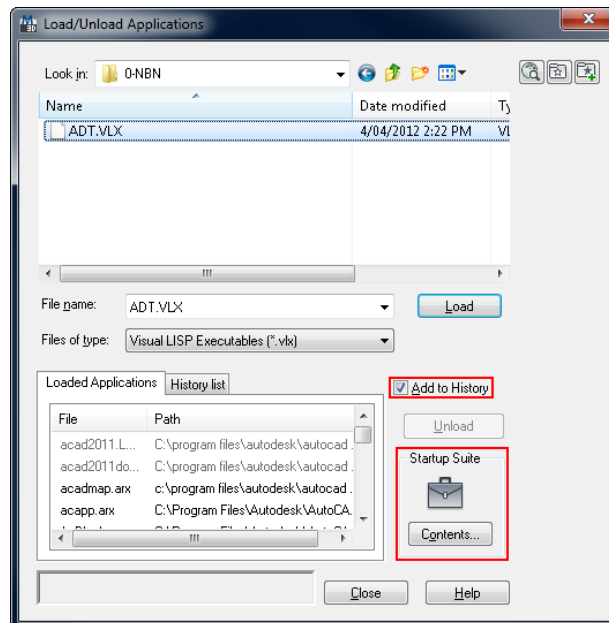 Load/Unload Applications
Look in: 0-NBN
Name Date modified
ADT.VLX 4/04/2012 2:22 PM
File name: ADT.VLX Load
Files of type: Visual LISP Executables (*.vlx)
Loaded Applications History list
Add to History
File Path
Unload
acad2011.L... C:\program files\autodesk\autocad .
acad2011do... C:\program files\autodesk\autocad .
acadmap.arx c:\program files\autodesk\autocad .
acapp.arx C:\Program Files\Autodesk\AutoCA.
Startup Suite
Contents...
Close Help